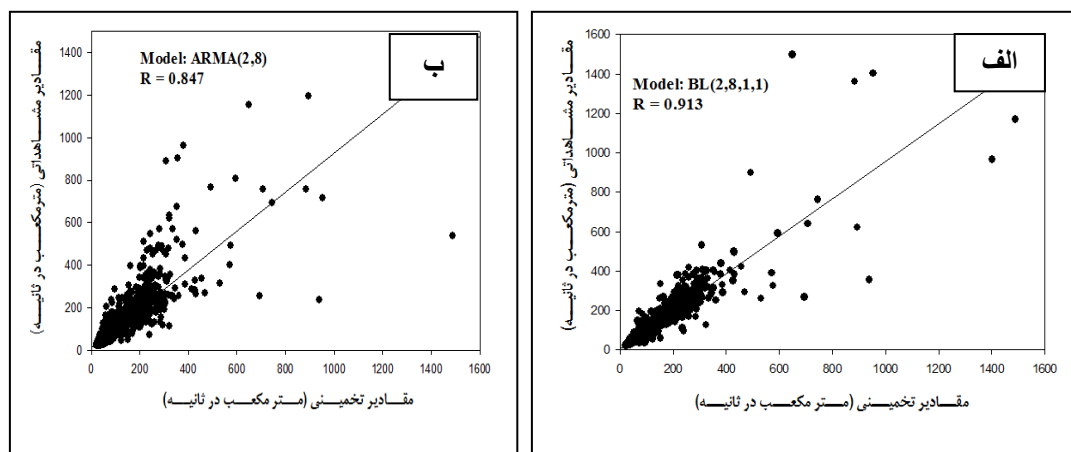 الف
Model: BL(2,8,1,1)
R = 0.913
1600
1400
1200
1000
800
600
400
200
0
0 200 400 600 800 1000 1200 1400 1600
مقادیر مشاهداتی (مترمکعب در ثانیه)
مقادیر تخمینی (متر مکعب در ثانیه)
ب
Model: ARMA(2,8)
R = 0.847
1400
1200
1000
800
600
400
200
0
0 200 400 600 800 1000 1200 1400 1600
مقادیر مشاهداتی (مترمکعب در ثانیه)
مقادیر تخمینی (متر مکعب در ثانیه)